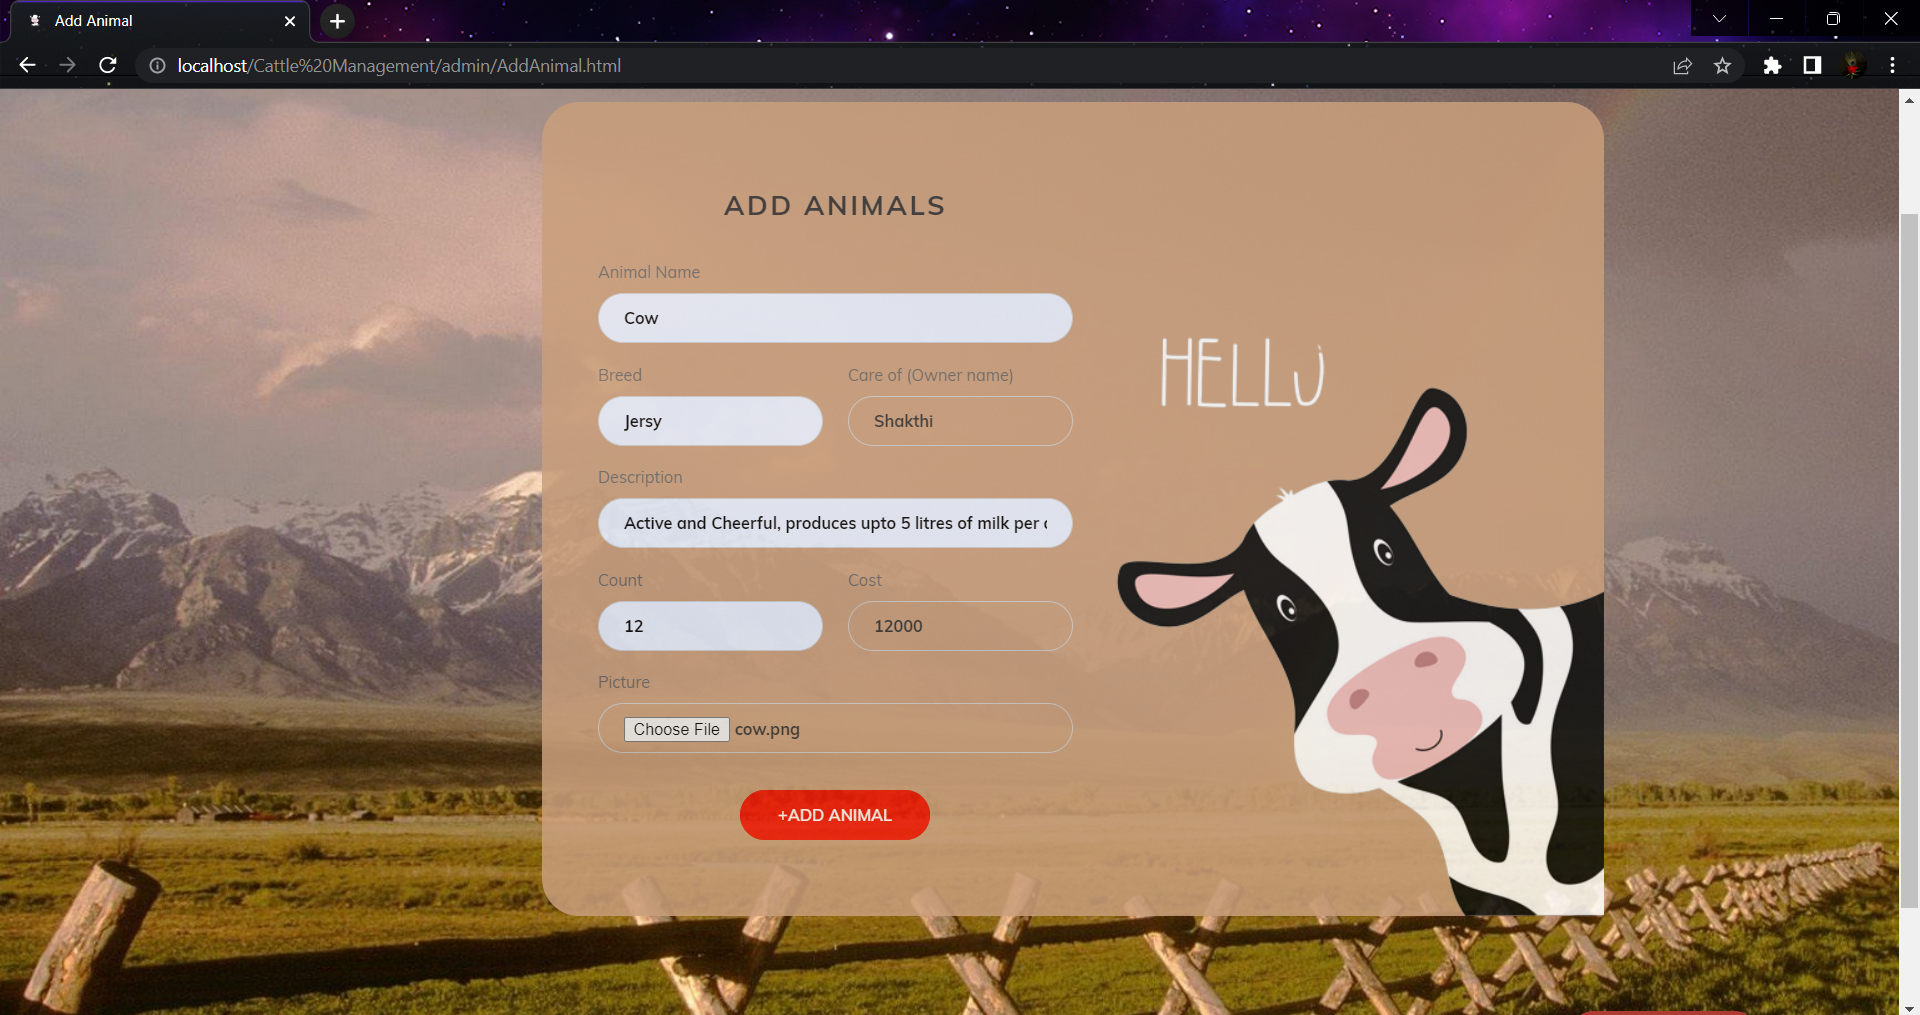 Add Animal
localhost/Cattle%20Management/admin/AddAnimal.html
ADD ANIMALS
Animal Name
Cow
Breed
Care of (Owner name)
Jersy
Shakthi
HELLJ
Description
Active and Cheerful, produces upto 5 litres of milk per
Count
Cost
12
12000
Picture
Choose File cow.png
+ADD ANIMAL